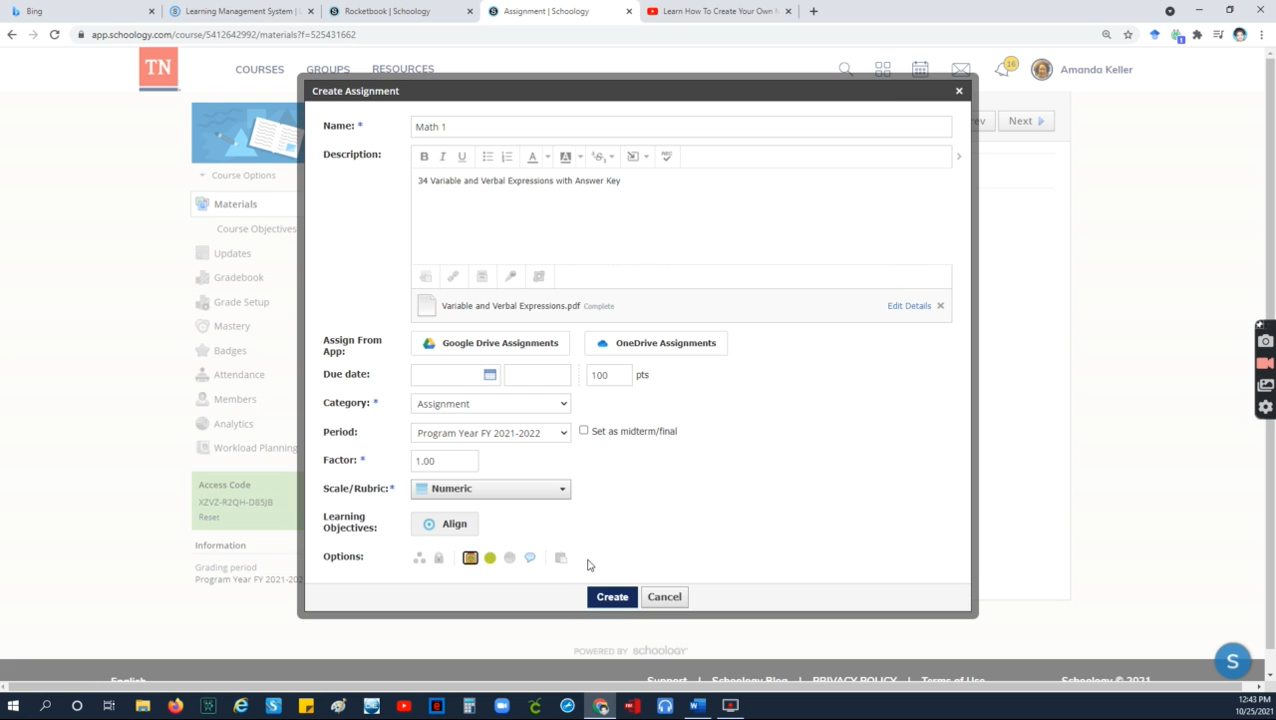 Bing
Learning Management System |
Rocketbook | Schoology
Assignment | Schoology
Learn How To Create Your Own M
app.schoology.com/course/5412642992/materials?f=525431662
TN
COURSES
GROUPS
RESOURCES
16
Amanda Keller
Create Assignment
Next
Name: *
Math 1
Description:
34 Variable and Verbal Expressions with Answer Key
Variable and Verbal Expressions.pdf Complete
Edit Details
Assign From App:
Google Drive Assignments
OneDrive Assignments
Due date:
100 pts
Category: *
Assignment
Period:
Program Year FY 2021-2022
Set as midterm/final
Factor: *
1.00
Scale/Rubric:*
Numeric
Learning Objectives:
Align
Options:
Create
Cancel
Course Options
Materials
Course Objectives
Updates
Gradebook
Grade Setup
Mastery
Badges
Attendance
Members
Analytics
Workload Planning
Access Code
XZVZ-R2QH-D85JB
Reset
Information
Grading period
Program Year FY 2021-202
POWERED BY schoology
English
Support
Schoology Blog
PRIVACY POLICY
Terms of Use
Schoology © 2021
S
12:43 PM
10/25/2021